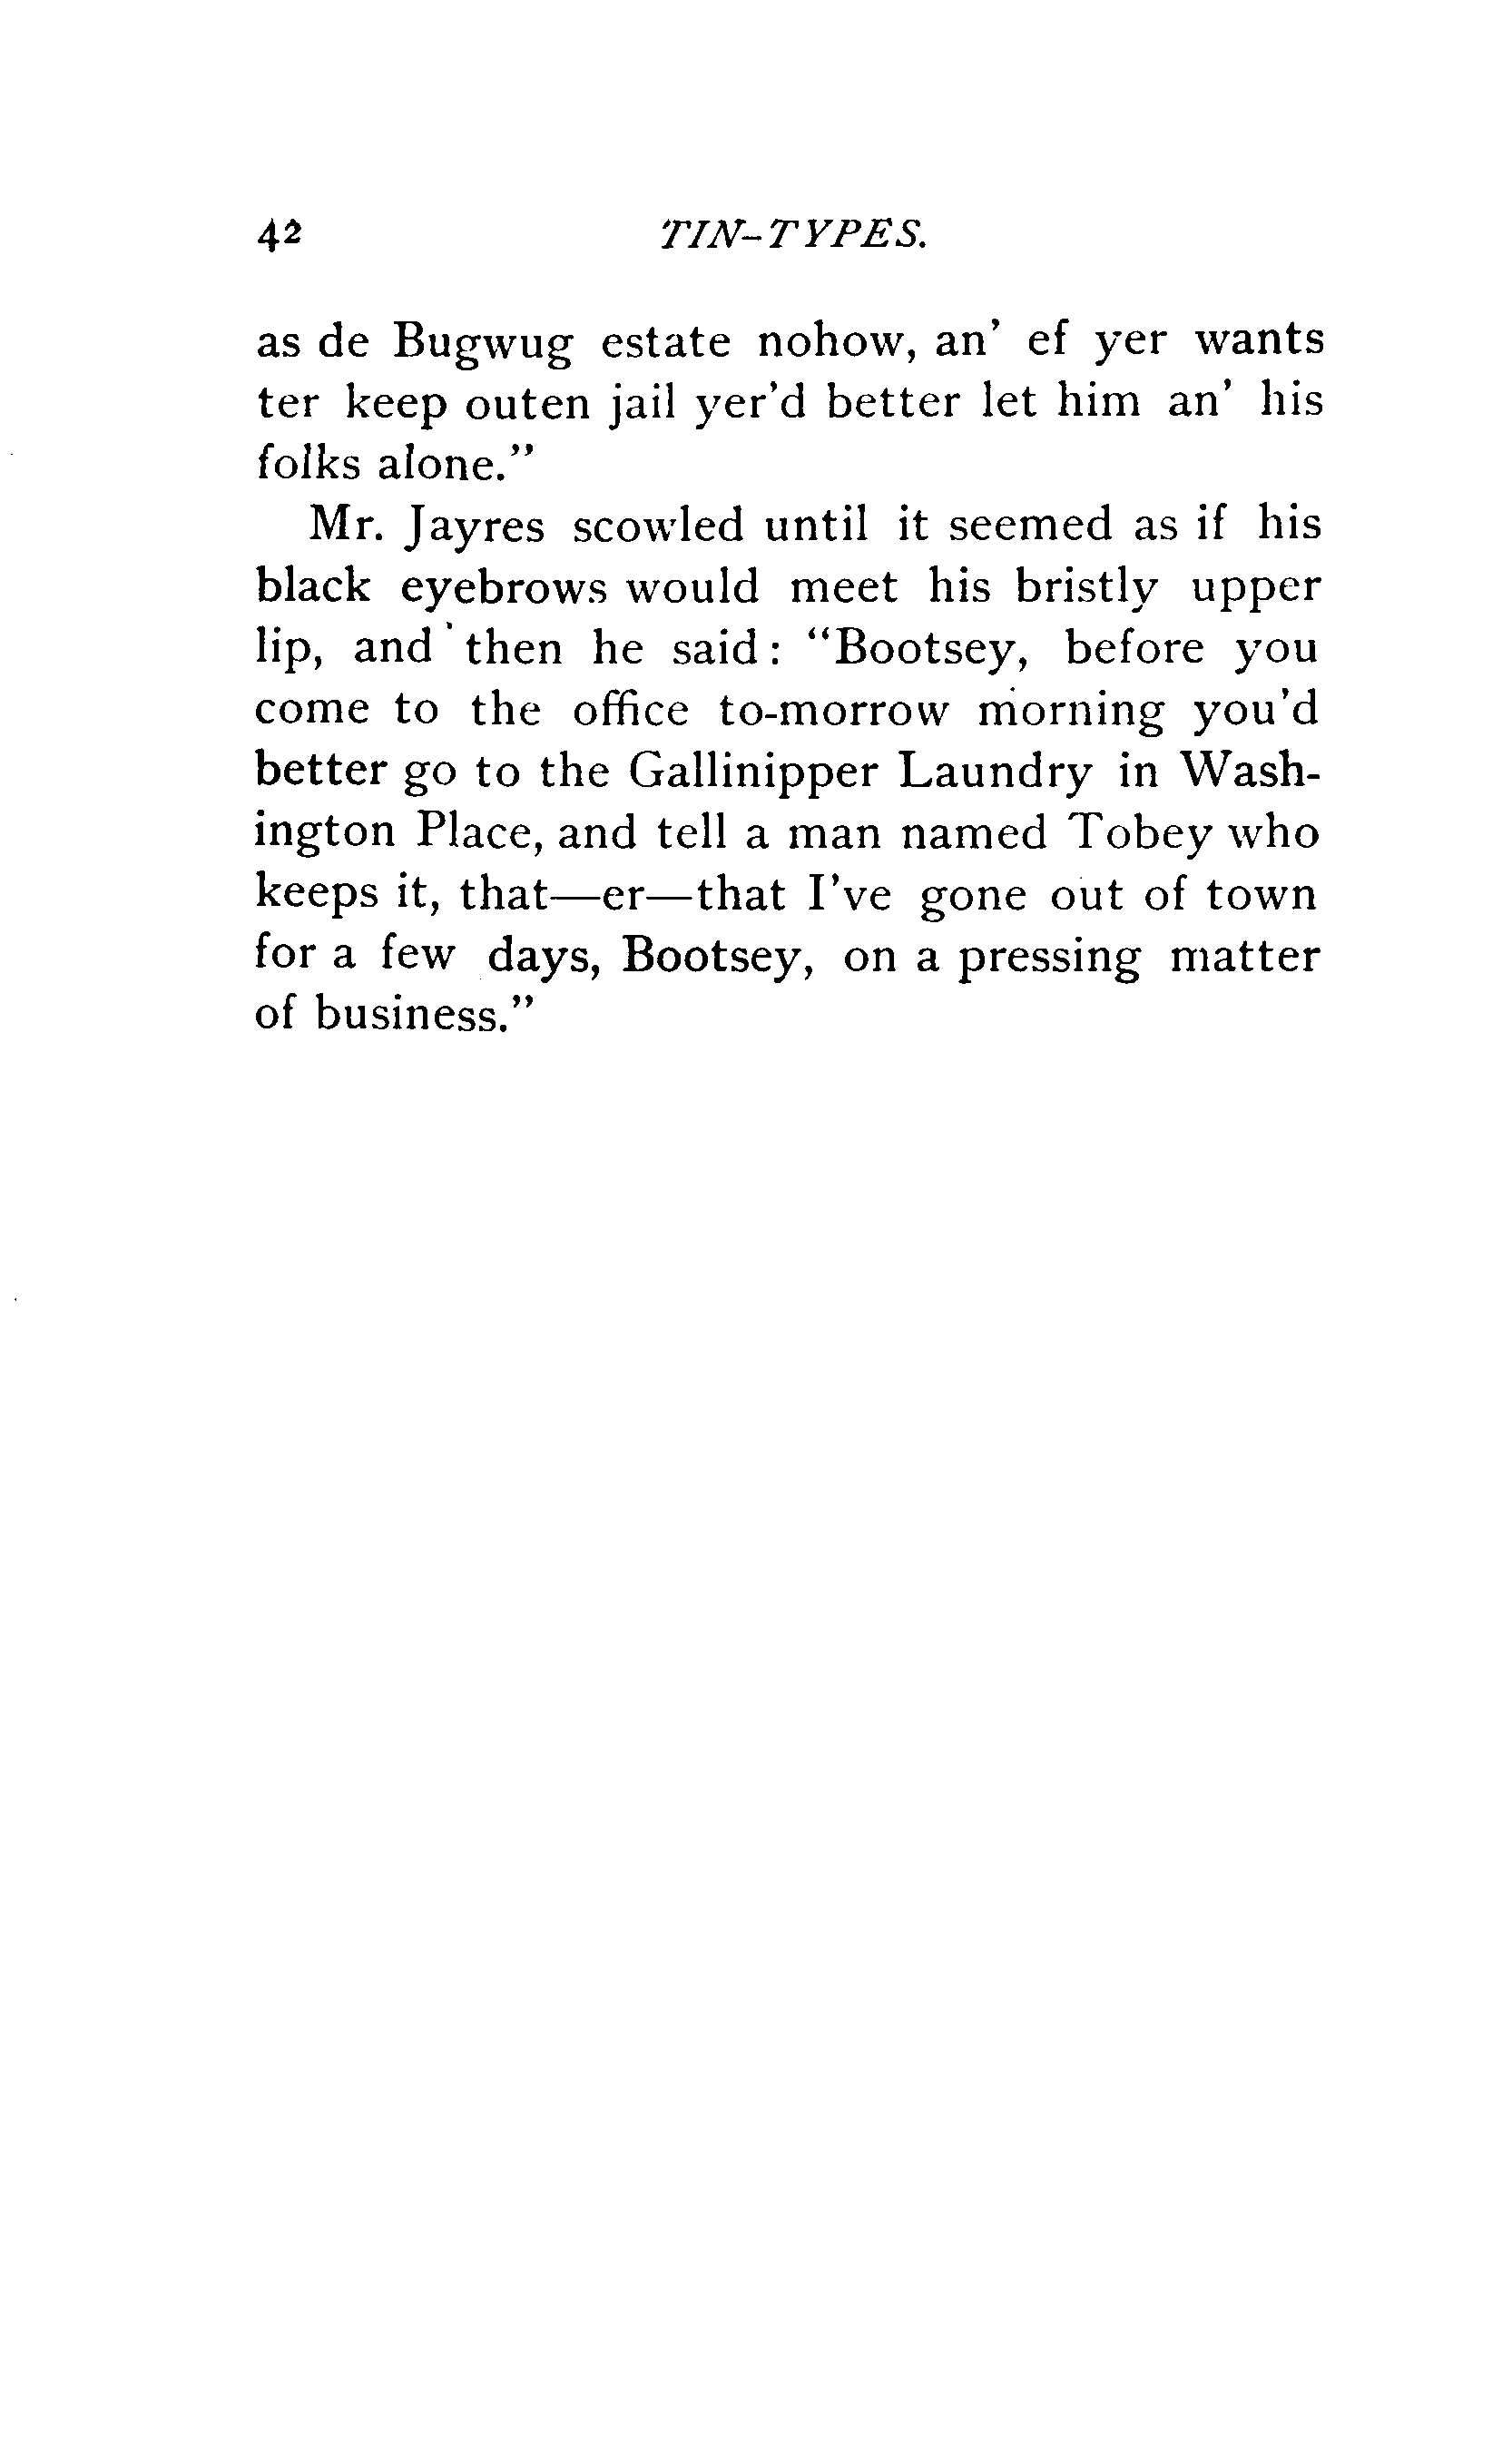 42 TIN-TYPES.
as de Bugwug estate nohow, an' ef yer wants
ter keep outen jail yer'd better let him an' his
folks alone."
Mr. Jayres scowled until it seemed as if his
black eyebrows would meet his bristly upper
lip, and then he said: "Bootsey, before you
come to the office to-morrow morning you'd
better go to the Gallinipper Laundry in Wash-
ington Place, and tell a man named Tobey who
keeps it, that—er—that I've gone out of town
for a few days, Bootsey, on a pressing matter
of business."